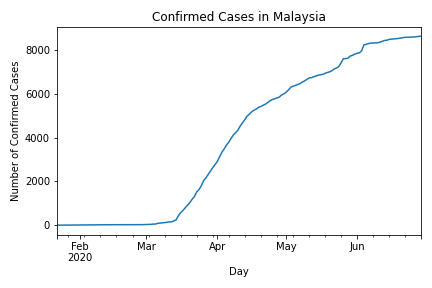 Confirmed Cases in Malaysia
Number of Confirmed Cases
8000
6000
4000
2000
0
Feb Mar Apr May Jun
2020
Day